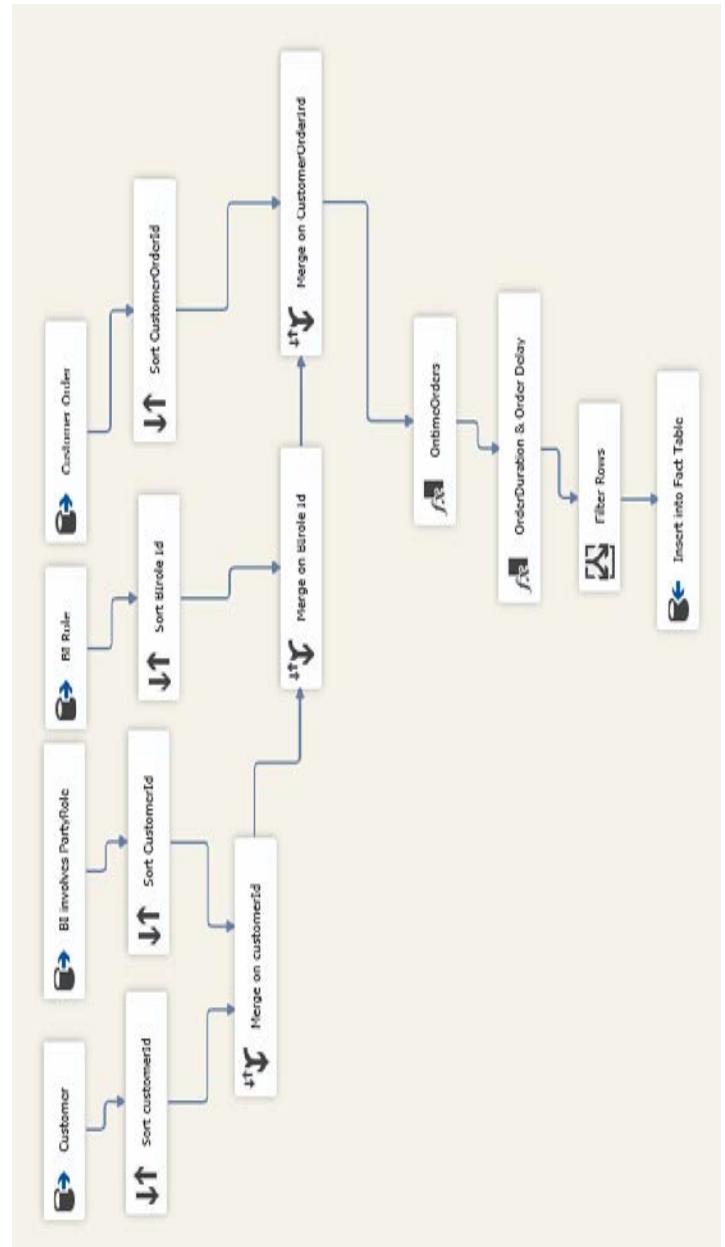 Customer
BI involves PartyRole
BI Role
Customer Order
Sort customerId
Sort CustomerId
Sort BIrole Id
Sort CustomerOrderId
Merge on customerId
Merge on BIrole Id
Merge on CustomerOrderIrd
OntimeOrders
OrderDuration & Order Delay
Filter Rows
Insert into Fact Table